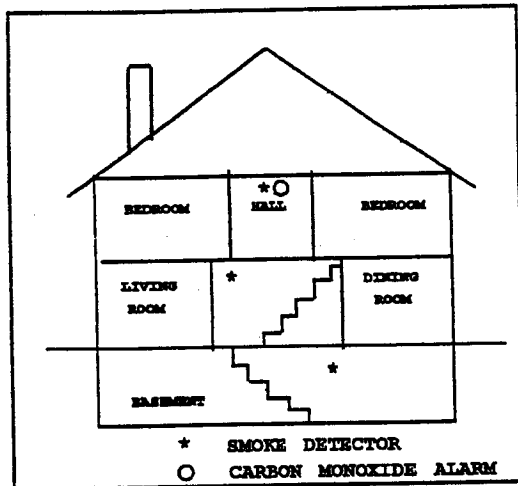 * O
BEDROOM HALL BEDROOM
*
LIVING ROOM
DINING ROOM
*
BASEMENT
* SMOKE DETECTOR
O CARBON MONOXIDE ALARM